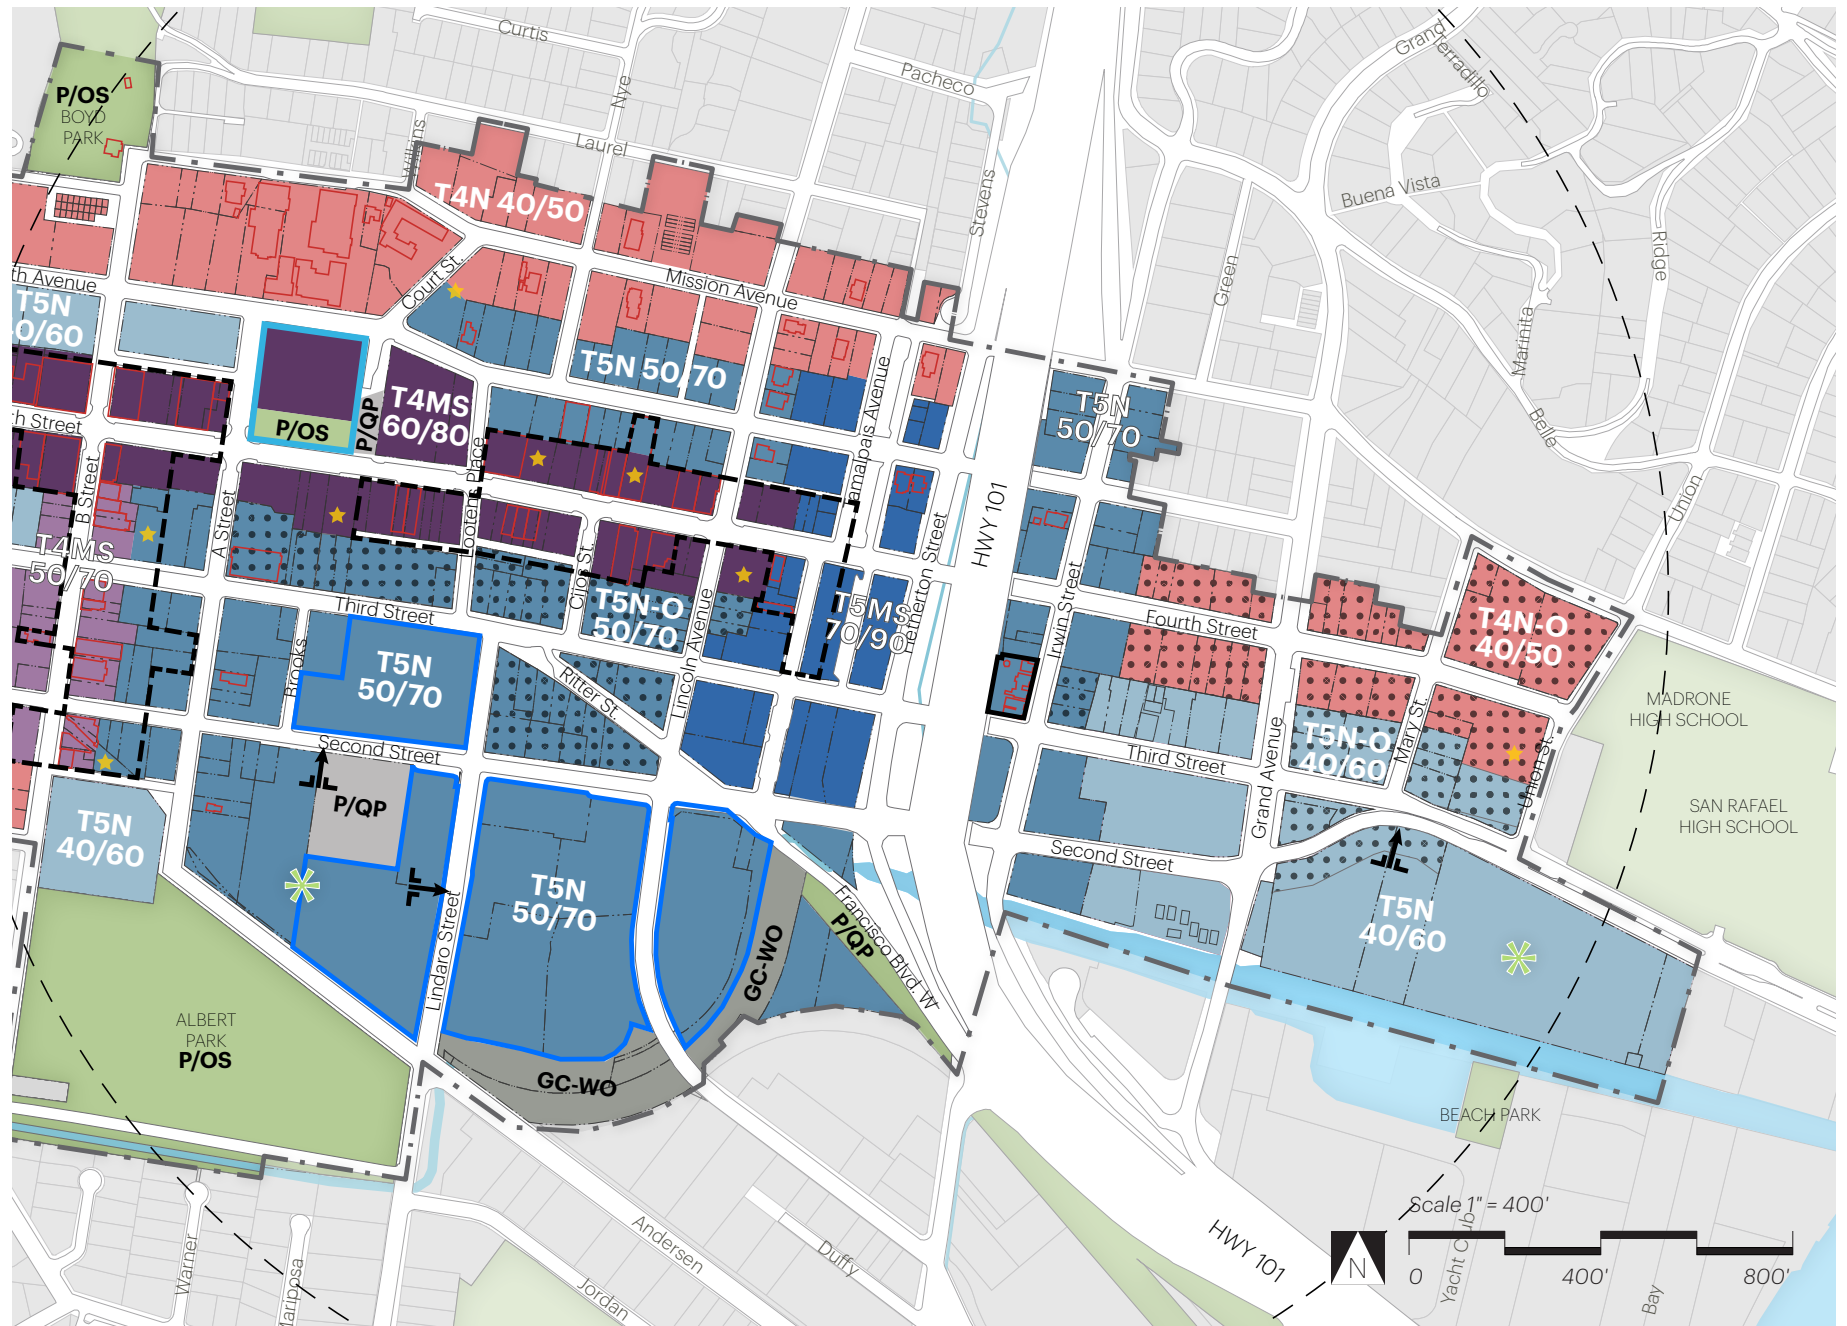 Curtis
Grand
Terradillo
Pacheco
Nye
P/OS
BOYD
PARK
Laurel
Stevens
Buena Vista
T4N 40/50
Ridge
Green
Court St.
Mission Avenue
th Avenue
T5N
0/60
Marinita
T5N 50/70
T4MS
60/80
P/QP
P/OS
T5N
50/70
Belle
th Street
Tamalpais Avenue
B Street
A Street
Lootens Place
HWY 101
Union
Hetherton Street
T4MS
50/70
Cijos St.
Third Street
T5N-O
50/70
Lincoln Avenue
T5MS
70/90
Irwin Street
Fourth Street
T4N-O
40/50
Brooks
T5N
50/70
Ritter St.
MADRONE
HIGH SCHOOL
Mary St.
T5N-O
40/60
Second Street
Third Street
Grand Avenue
Union St.
P/QP
T5N
40/60
SAN RAFAEL
HIGH SCHOOL
Second Street
T5N
50/70
T5N
40/60
Francisco Blvd. W
P/QP
GC-WO
Lindaro Street
ALBERT
PARK
P/OS
GC-WO
BEACH PARK
Scale 1" = 400'
Warner
Mariposa
Andersen
Duffy
Jordan
HWY 101
N
Yacht Club
Bay
0
400'
800'